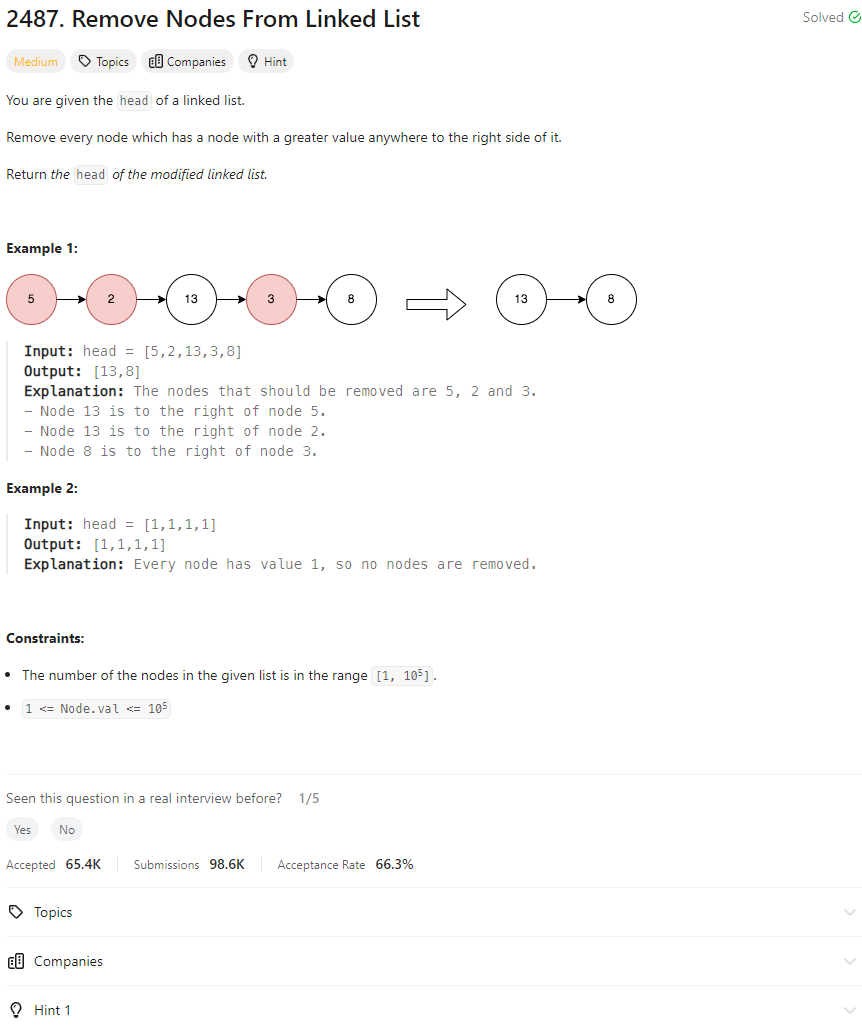 2487. Remove Nodes From Linked List
Solved
Medium
Topics
Companies
Hint
You are given the head of a linked list.
Remove every node which has a node with a greater value anywhere to the right side of it.
Return the head of the modified linked list.
Example 1:
5 2 13 3 8 13 8
Input: head = [5,2,13,3,8]
Output: [13,8]
Explanation: The nodes that should be removed are 5, 2 and 3.
- Node 13 is to the right of node 5.
- Node 13 is to the right of node 2.
- Node 8 is to the right of node 3.
Example 2:
Input: head = [1,1,1,1]
Output: [1,1,1,1]
Explanation: Every node has value 1, so no nodes are removed.
Constraints:
• The number of the nodes in the given list is in the range [1, 10⁵].
• 1 <= Node.val <= 10⁵
Seen this question in a real interview before? 1/5
Yes No
Accepted 65.4K Submissions 98.6K Acceptance Rate 66.3%
Topics
Companies
Hint 1